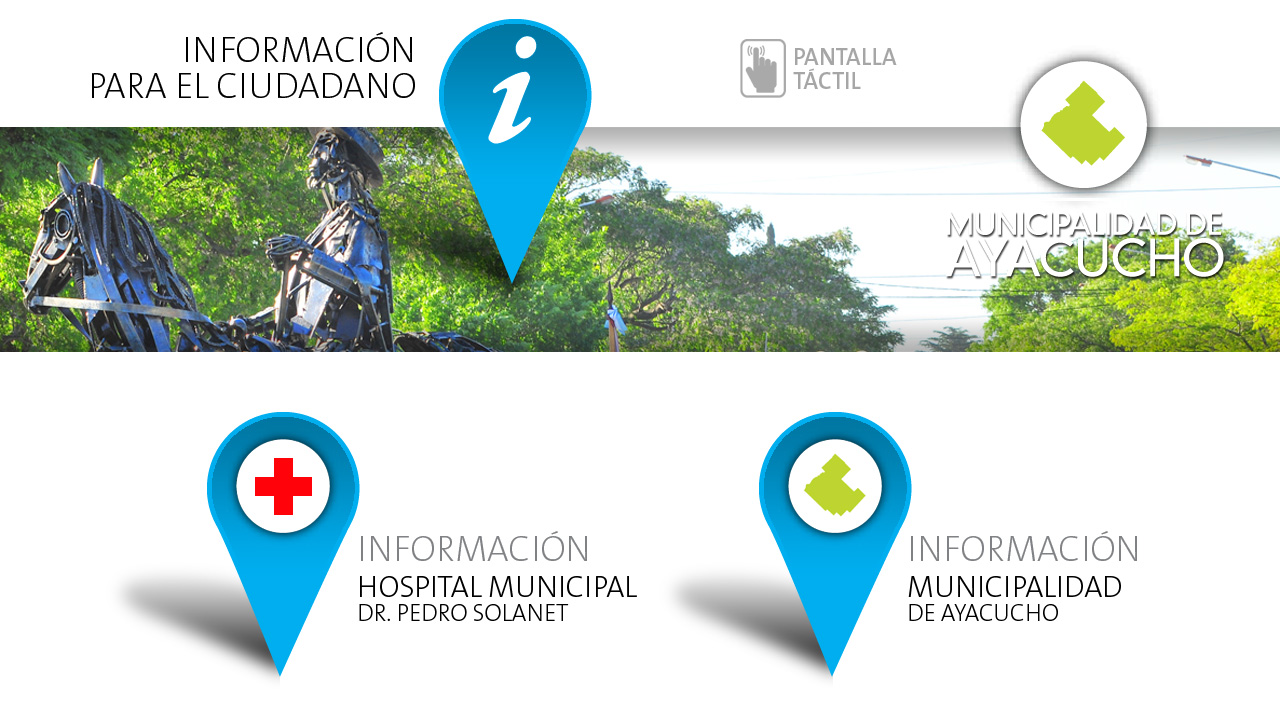 INFORMACIÓN
PARA EL CIUDADANO
i
PANTALLA
TÁCTIL
MUNICIPALIDAD DE
AYACUCHO
INFORMACIÓN
HOSPITAL MUNICIPAL
DR. PEDRO SOLANET
INFORMACIÓN
MUNICIPALIDAD
DE AYACUCHO